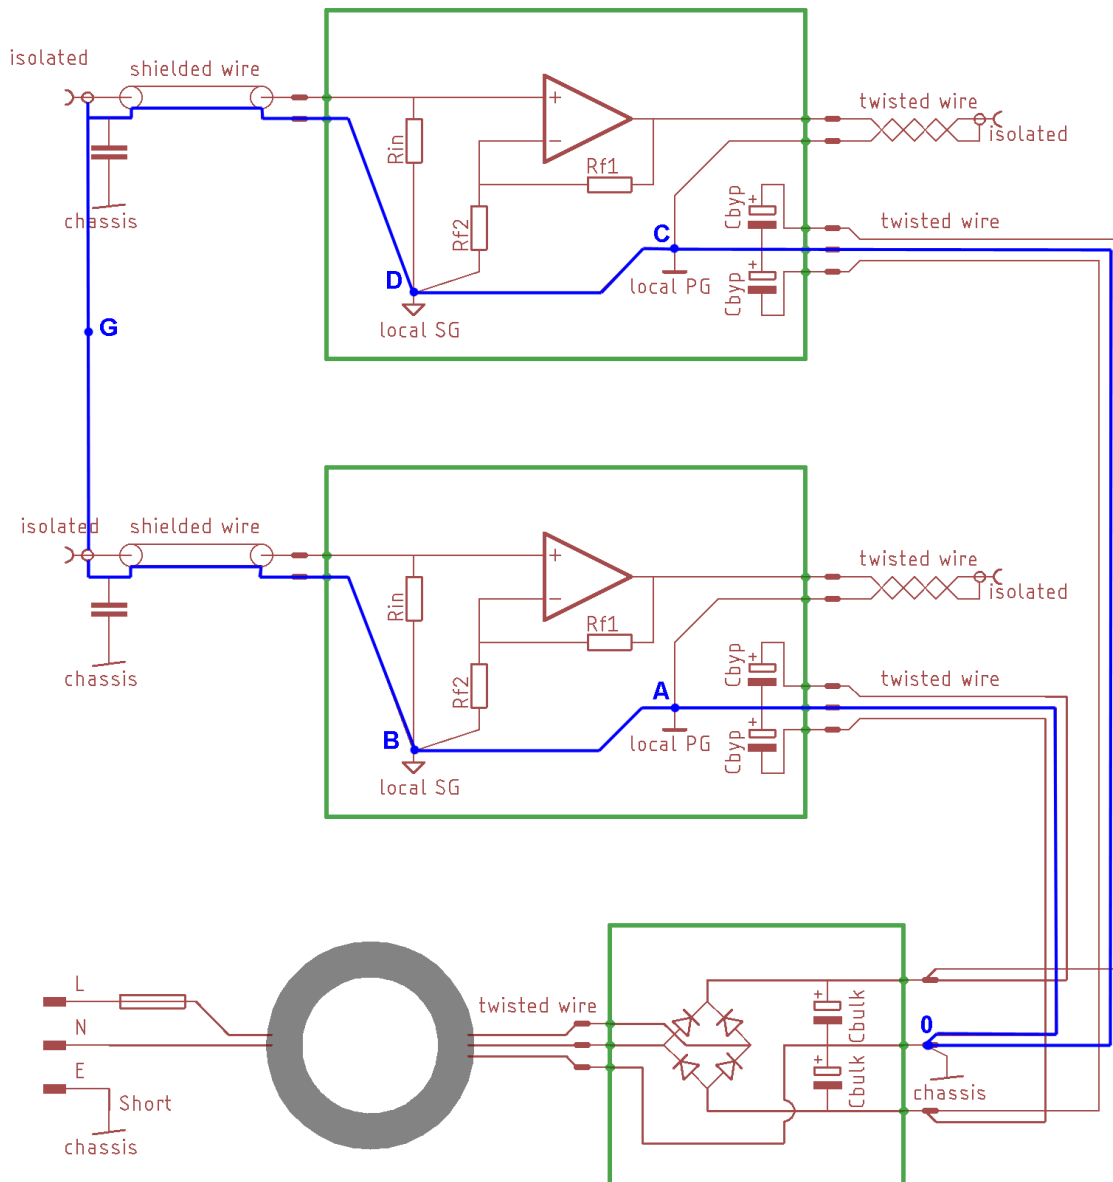 isolated
shielded wire
chassis
Rin
Rf2
Rf1
+
−
D
local SG
C
local PG
Cbyp
+
Cbyp
+
twisted wire
isolated
twisted wire
G
isolated
shielded wire
chassis
Rin
Rf2
Rf1
+
−
B
local SG
A
local PG
Cbyp
+
Cbyp
+
twisted wire
isolated
twisted wire
L
N
E
Short
chassis
twisted wire
+
Cbulk
+
Cbulk
0
chassis